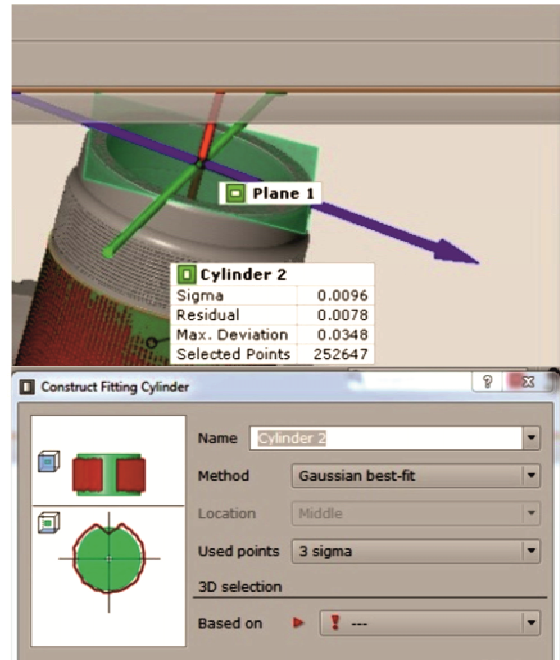 Plane 1
Cylinder 2
Sigma 0.0096
Residual 0.0078
Max. Deviation 0.0348
Selected Points 252647
Construct Fitting Cylinder
Name Cylinder 2
Method Gaussian best-fit
Location Middle
Used points 3 sigma
3D selection
Based on ! ---